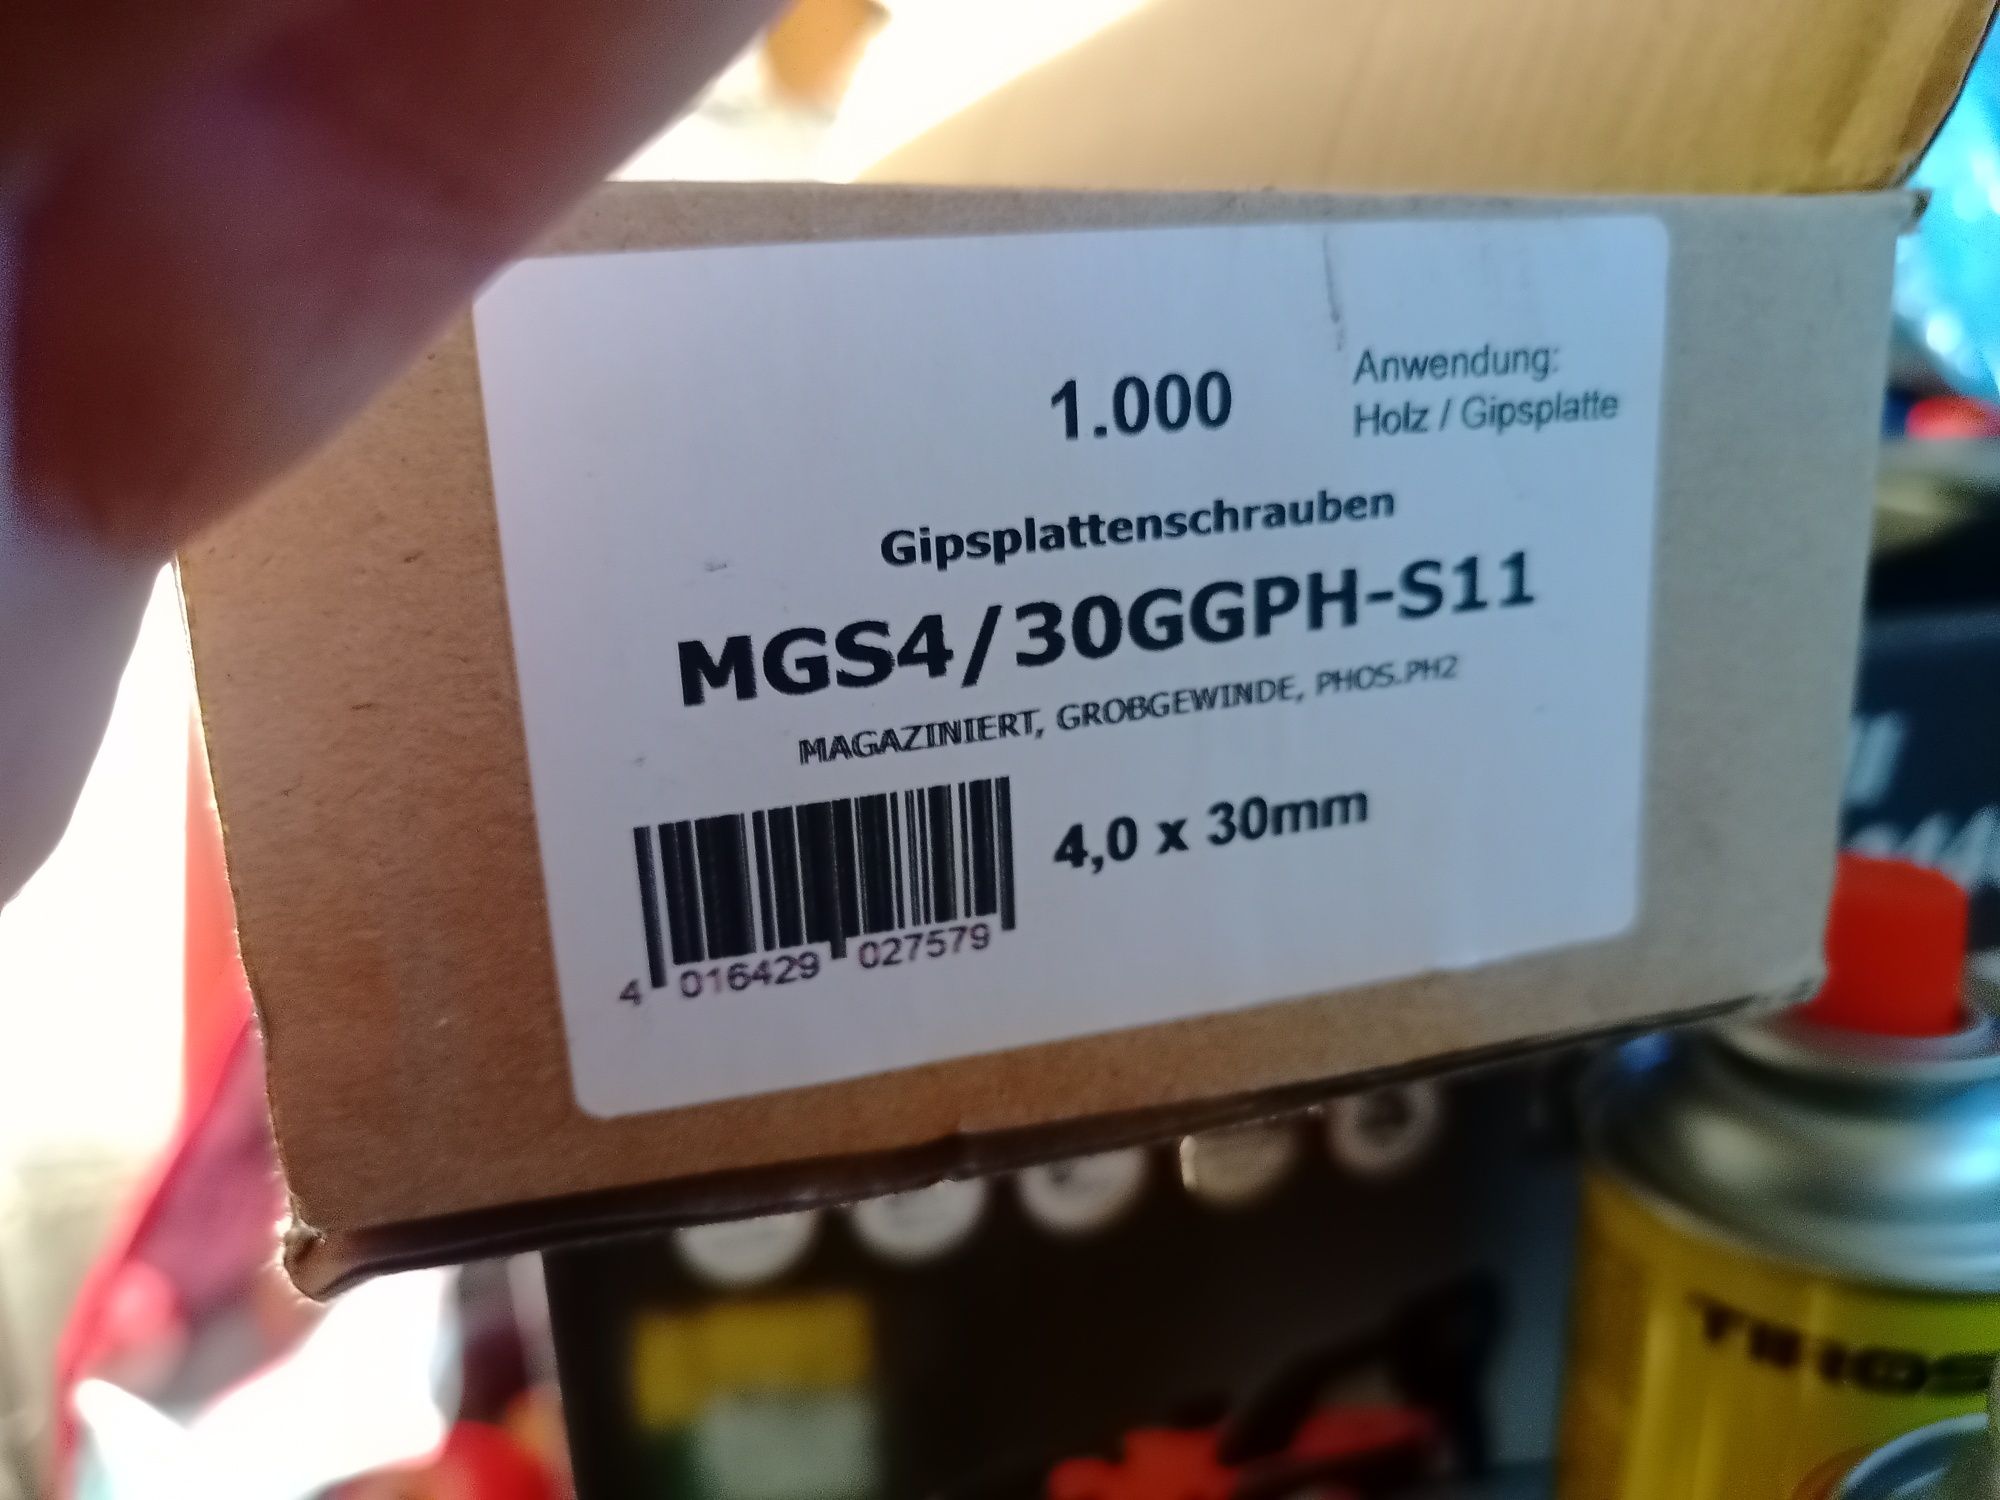 1.000
Anwendung:
Holz / Gipsplatte
Gipsplattenschrauben
MGS4/30GGPH-S11
MAGAZINIERT, GROBGEWINDE, PHOS.PH2
4,0 x 30mm
4 016429 027579